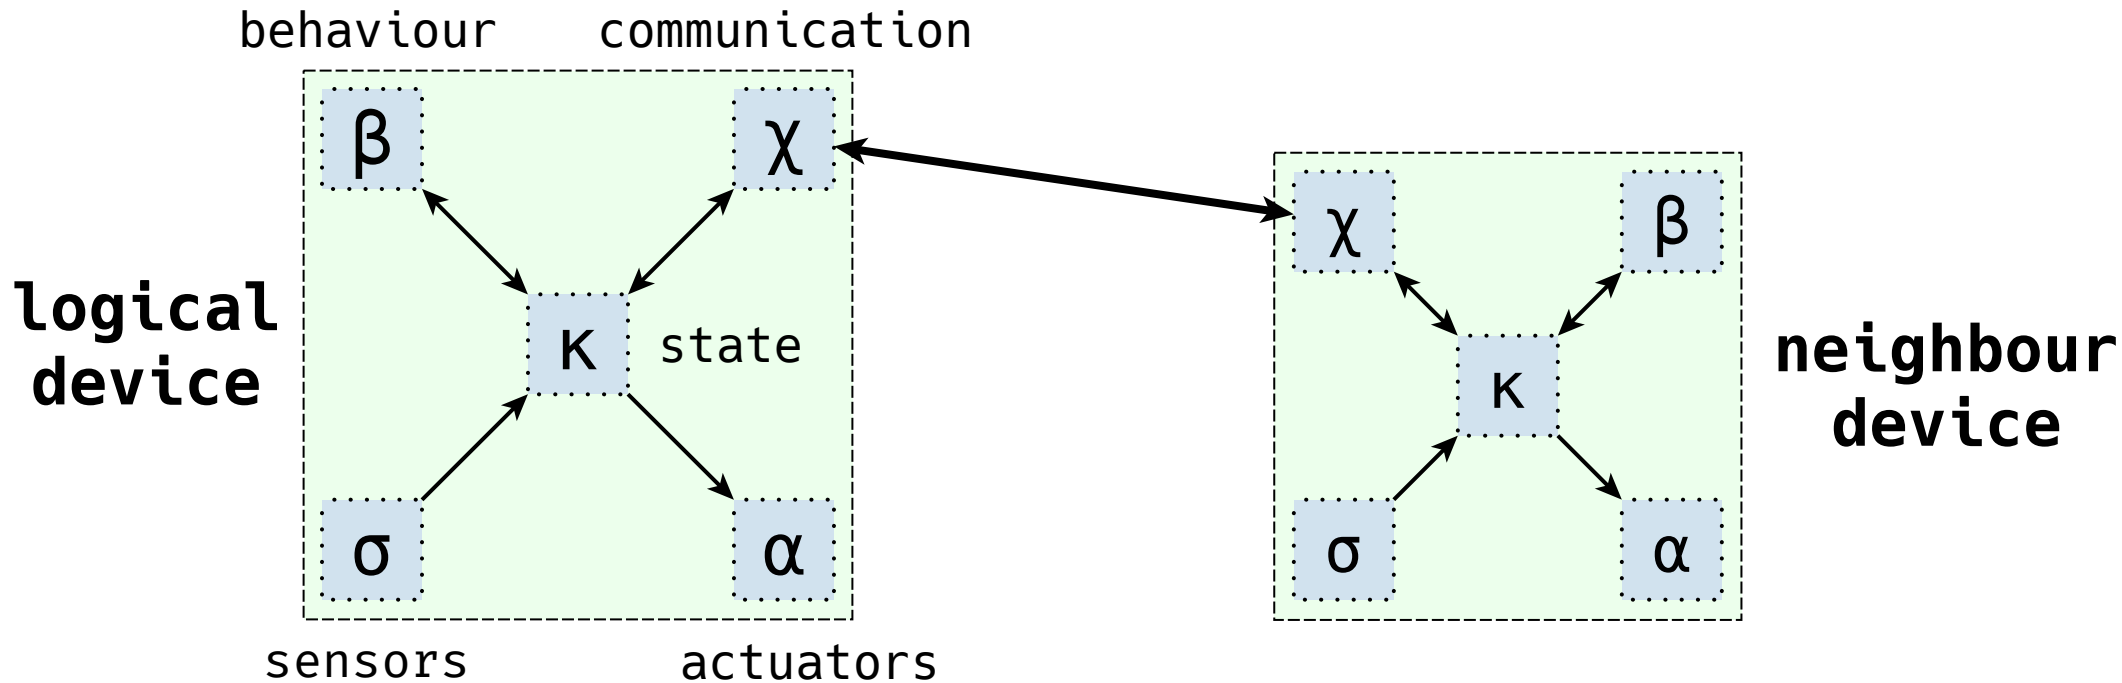 behaviour
communication
β
χ
logical
device
κ
state
σ
α
sensors
actuators
χ
β
κ
neighbour
device
σ
α